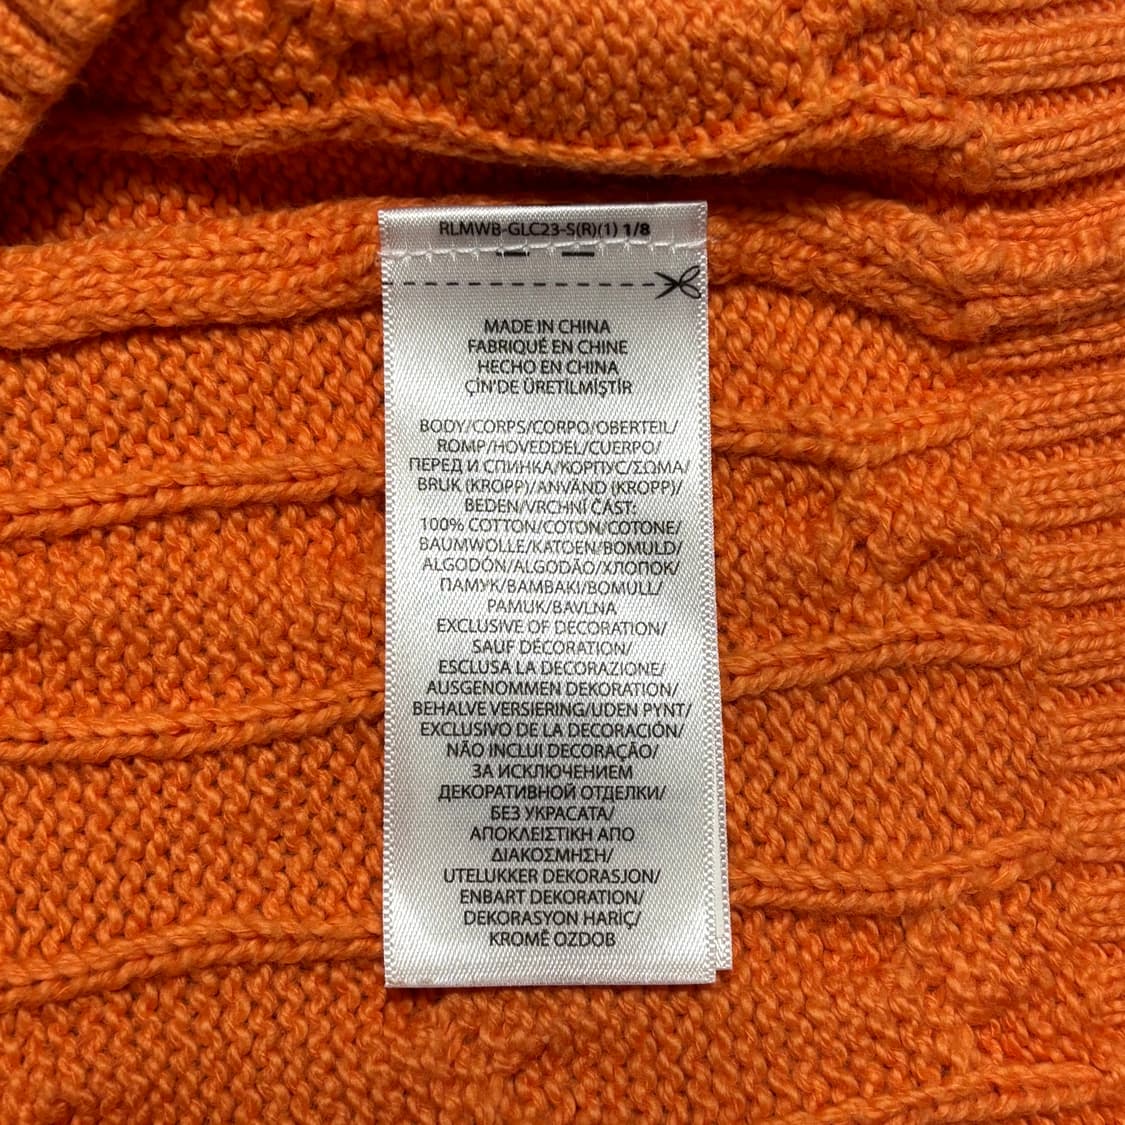 RLMWB-GLC23-S(R)(1) 1/8
MADE IN CHINA
FABRIQUÉ EN CHINE
HECHO EN CHINA
ÇİN'DE ÜRETİLMİŞTİR
BODY/CORPS/CORPO/OBERTEIL/
ROMP/HOVEDDEL/CUERPO/
ПЕРЕД И СПИНКА/КОРПУС/ΣΩΜΑ/
BRUK (KROPP)/ANVÄND (KROPP)/
BEDEN/VRCHNÍ ČÁST:
100% COTTON/COTON/COTONE/
BAUMWOLLE/KATOEN/BOMULD/
ALGODÓN/ALGODÃO/ХЛОПОК/
ПАМУК/ΒΑΜΒΑΚΙ/BOMULL/
PAMUK/BAVLNA
EXCLUSIVE OF DECORATION/
SAUF DÉCORATION/
ESCLUSA LA DECORAZIONE/
AUSGENOMMEN DEKORATION/
BEHALVE VERSIERING/UDEN PYNT/
EXCLUSIVO DE LA DECORACIÓN/
NÃO INCLUI DECORAÇÃO/
ЗА ИСКЛЮЧЕНИЕМ
ДЕКОРАТИВНОЙ ОТДЕЛКИ/
БЕЗ УКРАСАТА/
ΑΠΟΚΛΕΙΣΤΙΚΗ ΑΠΟ
ΔΙΑΚΟΣΜΗΣΗ/
UTELUKKER DEKORASJON/
ENBART DEKORATION/
DEKORASYON HARİÇ/
KROMĚ OZDOB